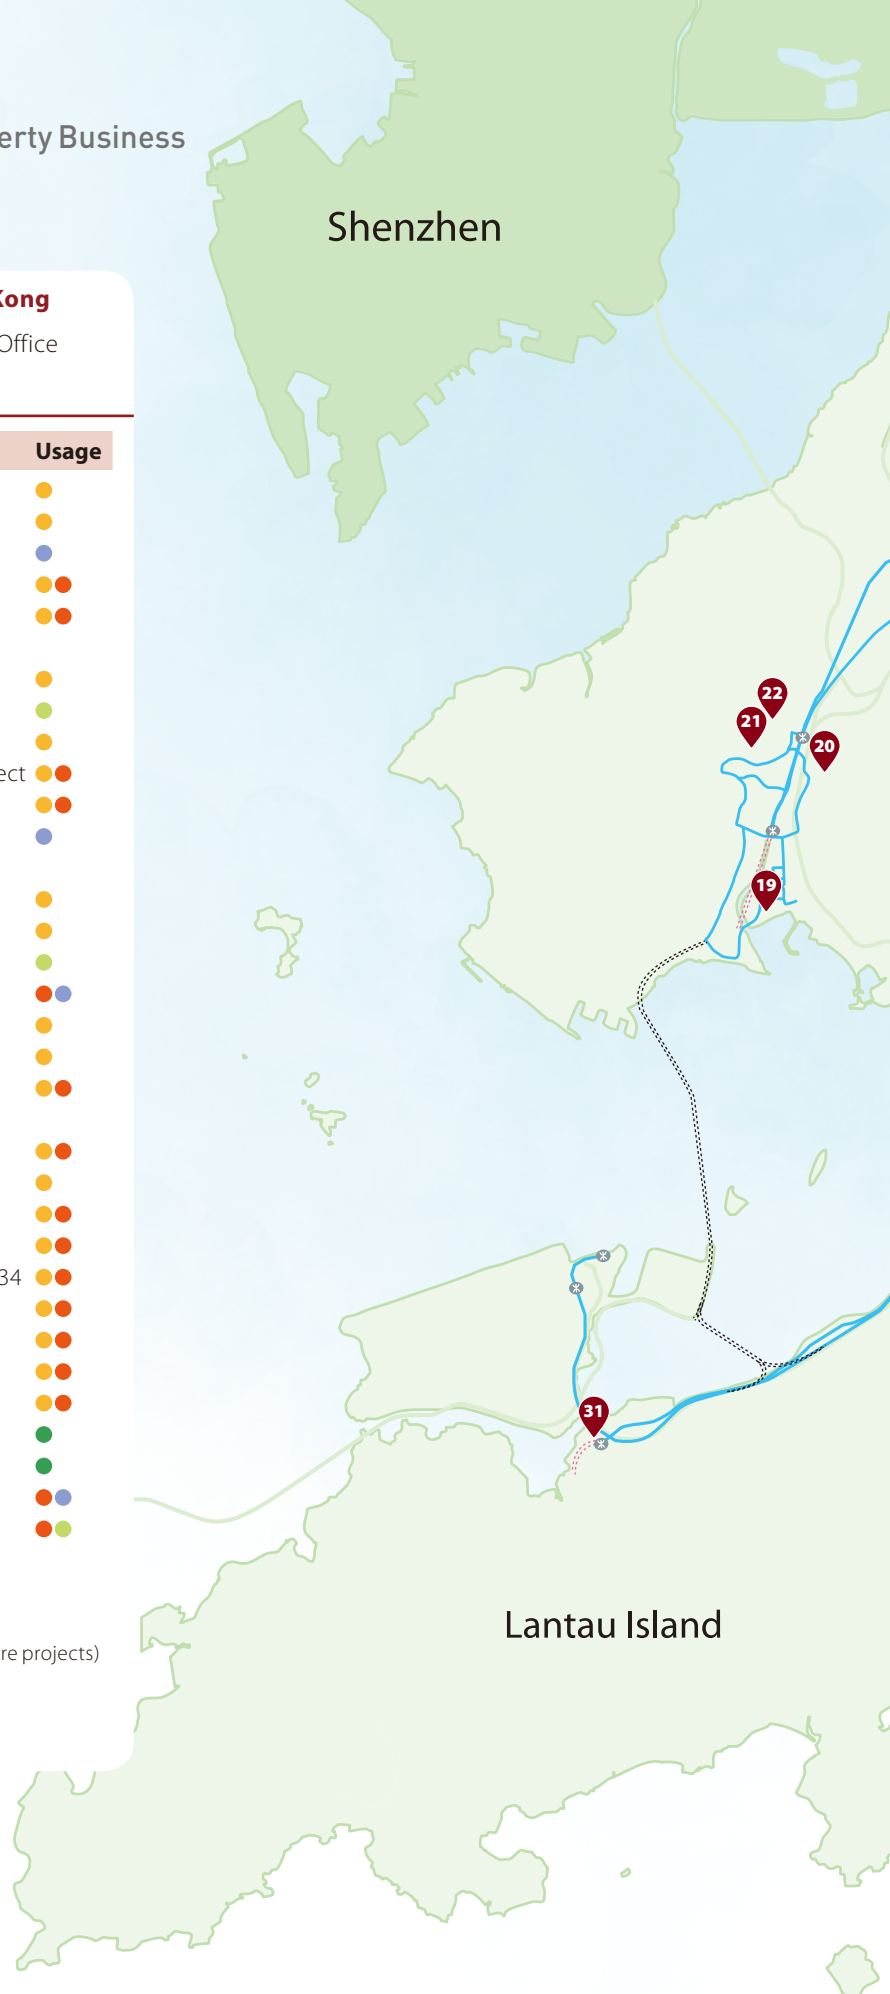 erty Business
Shenzhen
Kong
Office
Usage
22
21
20
ect
19
34
31
Lantau Island
re projects)